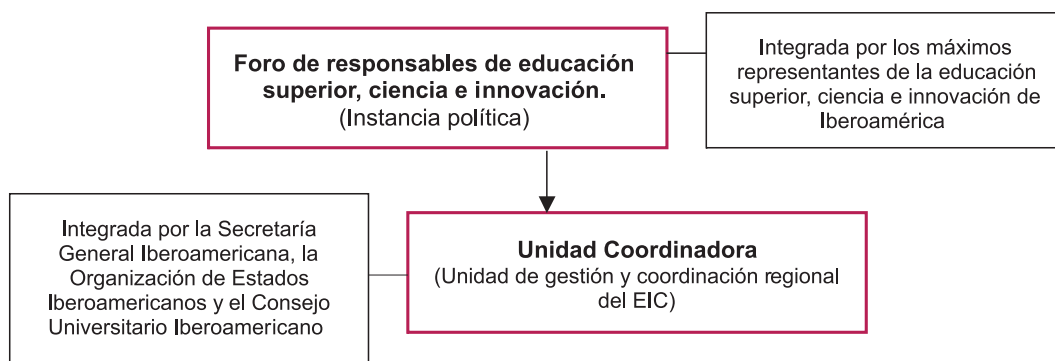 Foro de responsables de educación
superior, ciencia e innovación.
(Instancia política)
Integrada por los máximos
representantes de la educación
superior, ciencia e innovación de
Iberoamérica
Integrada por la Secretaría
General Iberoamericana, la
Organización de Estados
Iberoamericanos y el Consejo
Universitario Iberoamericano
Unidad Coordinadora
(Unidad de gestión y coordinación regional
del EIC)